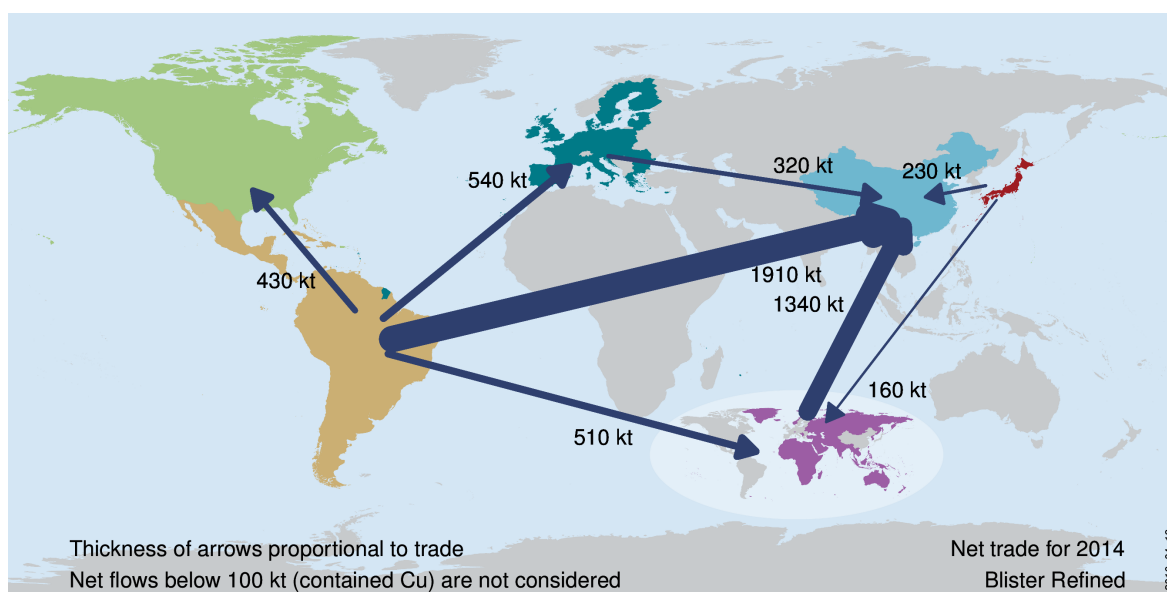 320 kt
230 kt
540 kt
430 kt
1910 kt
1340 kt
160 kt
510 kt
Thickness of arrows proportional to trade
Net trade for 2014
Net flows below 100 kt (contained Cu) are not considered
Blister Refined